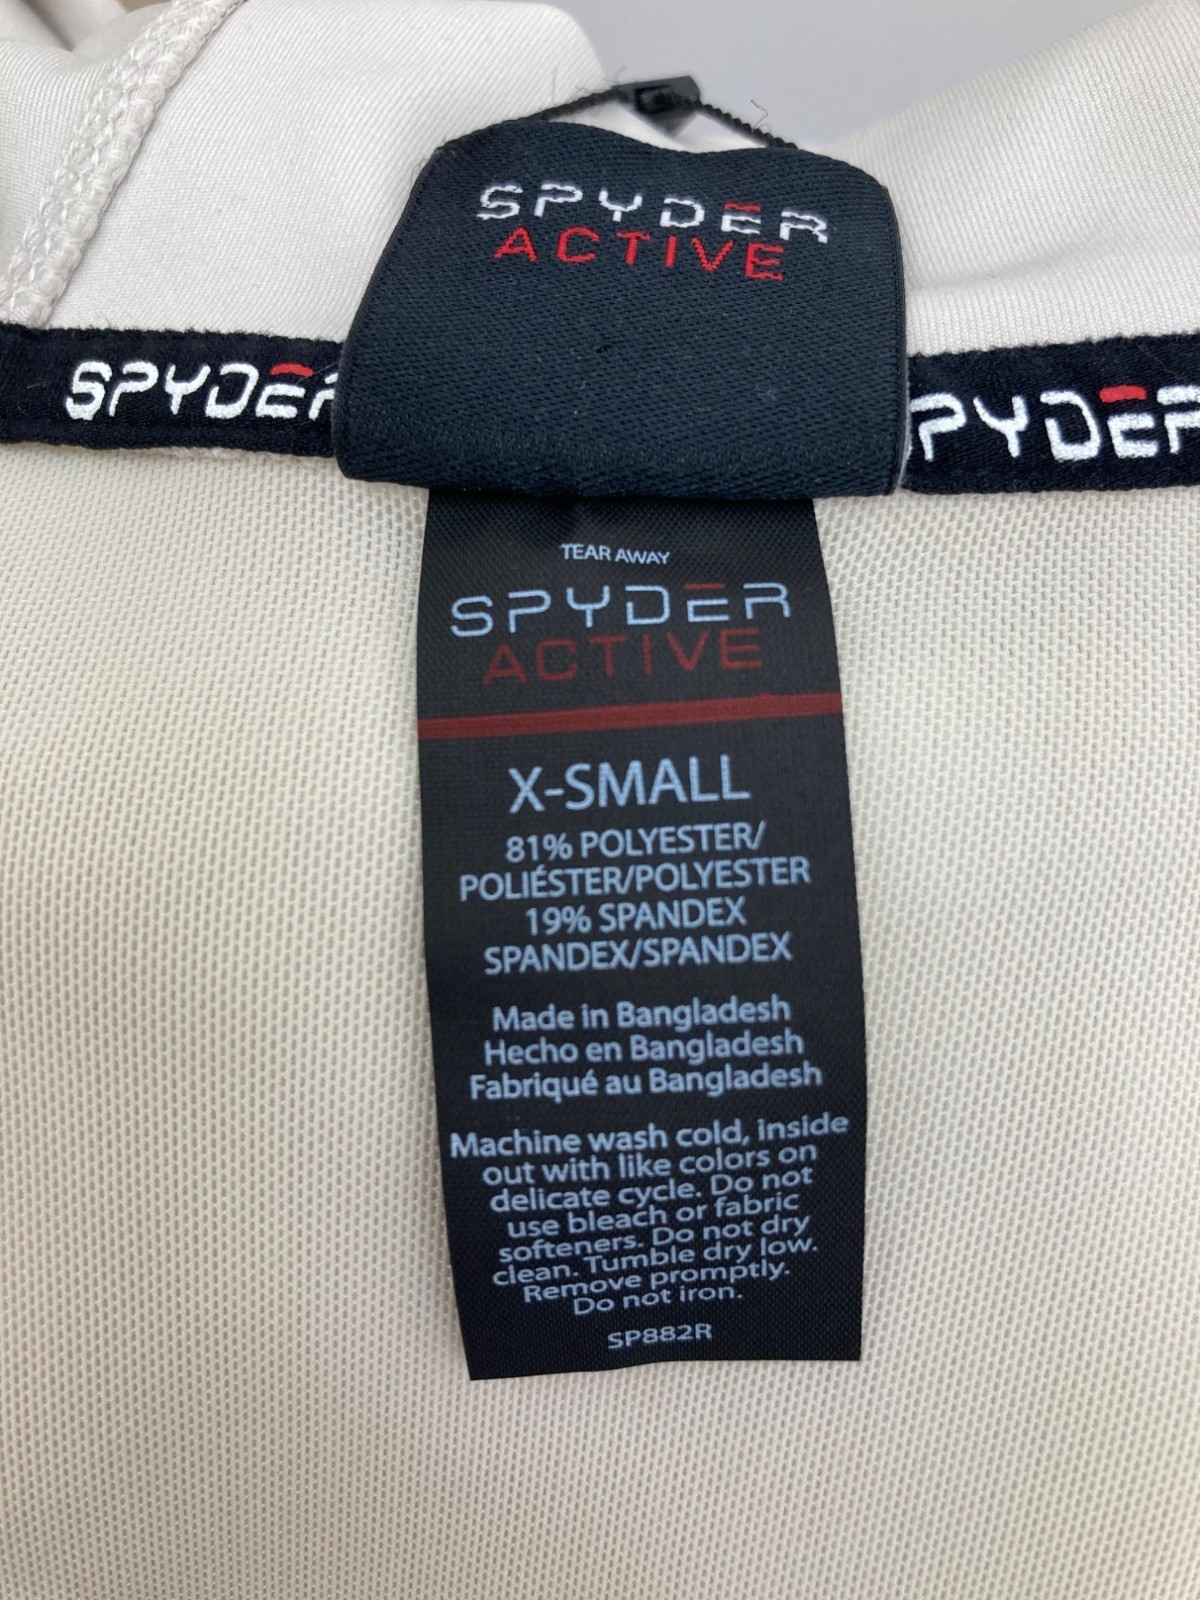 SPYDER
ACTIVE
SPYDER
PYDER
TEAR AWAY
SPYDER
ACTIVE
X-SMALL
81% POLYESTER/
POLIÉSTER/POLYESTER
19% SPANDEX
SPANDEX/SPANDEX
Made in Bangladesh
Hecho en Bangladesh
Fabriqué au Bangladesh
Machine wash cold, inside
out with like colors on
delicate cycle. Do not
use bleach or fabric
softeners. Do not dry
clean. Tumble dry low.
Remove promptly.
Do not iron.
SP882R